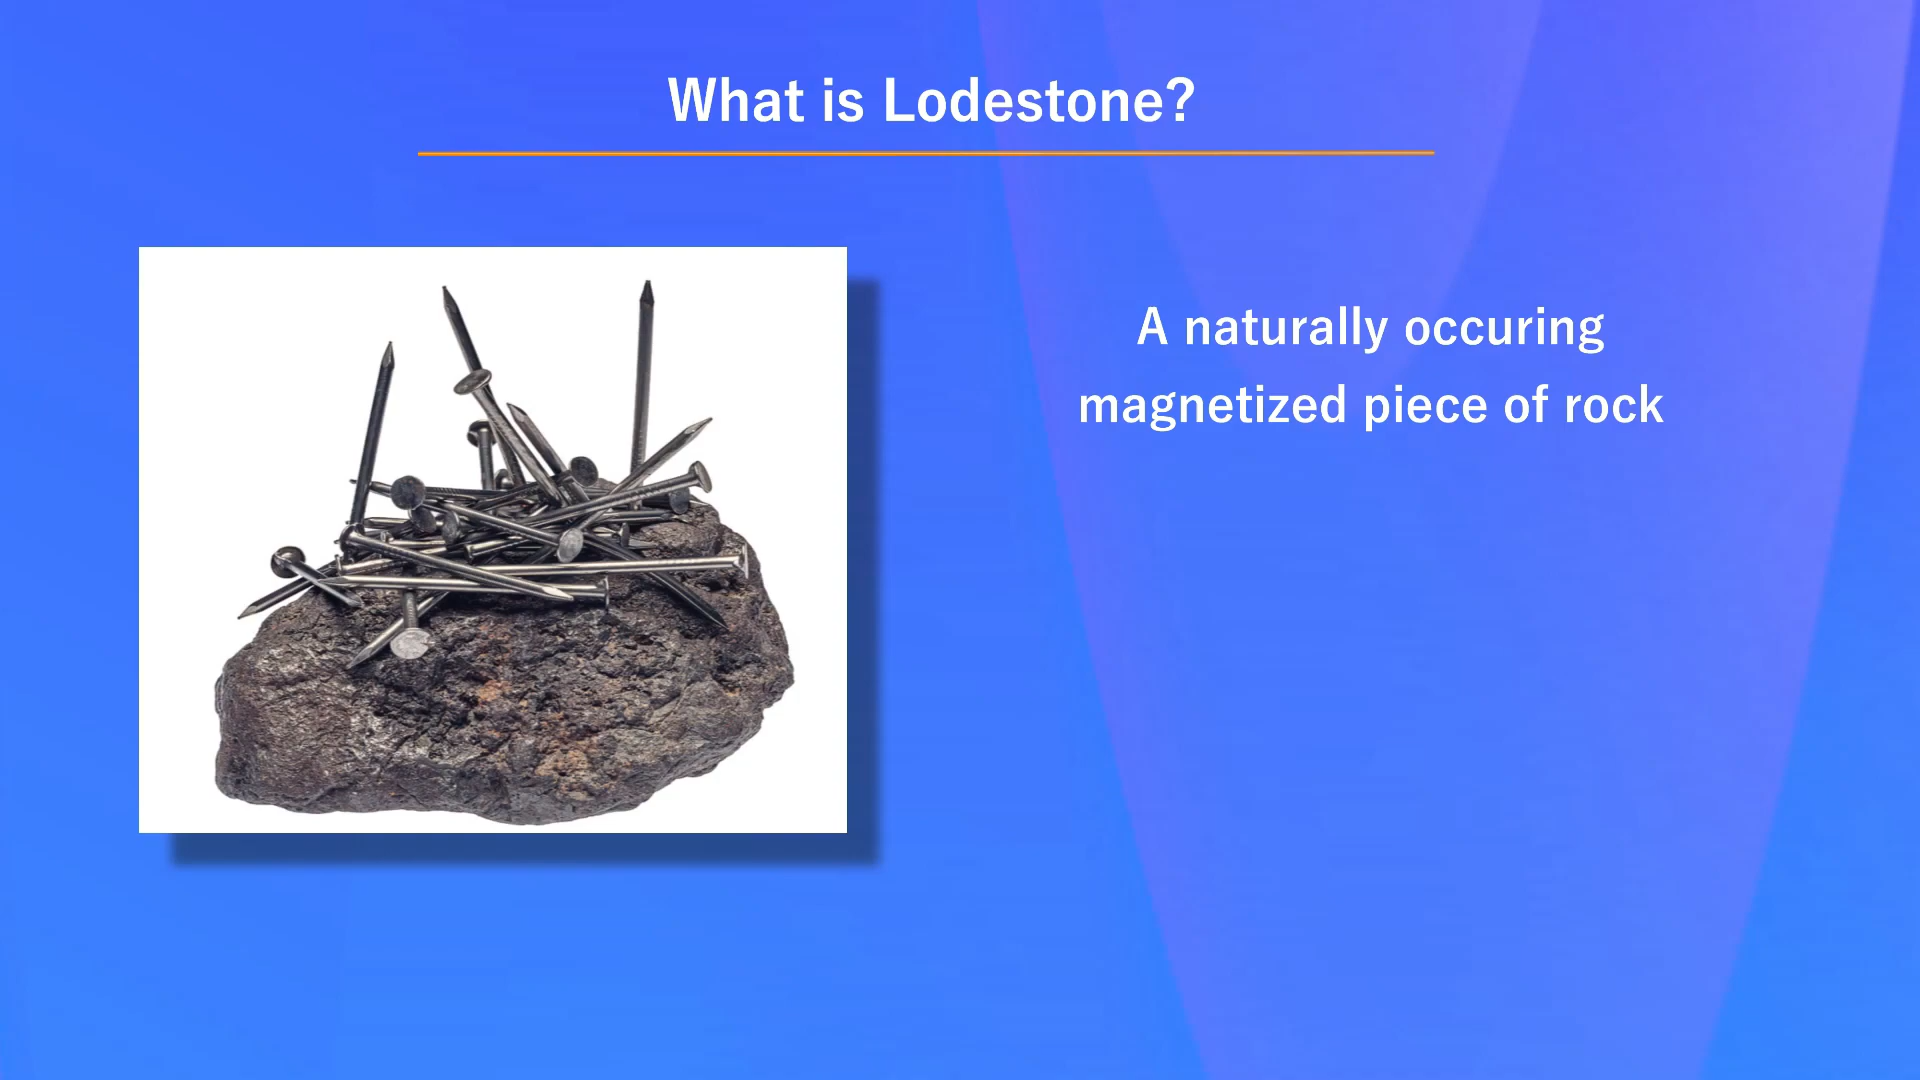 What is Lodestone?
A naturally occuring
magnetized piece of rock